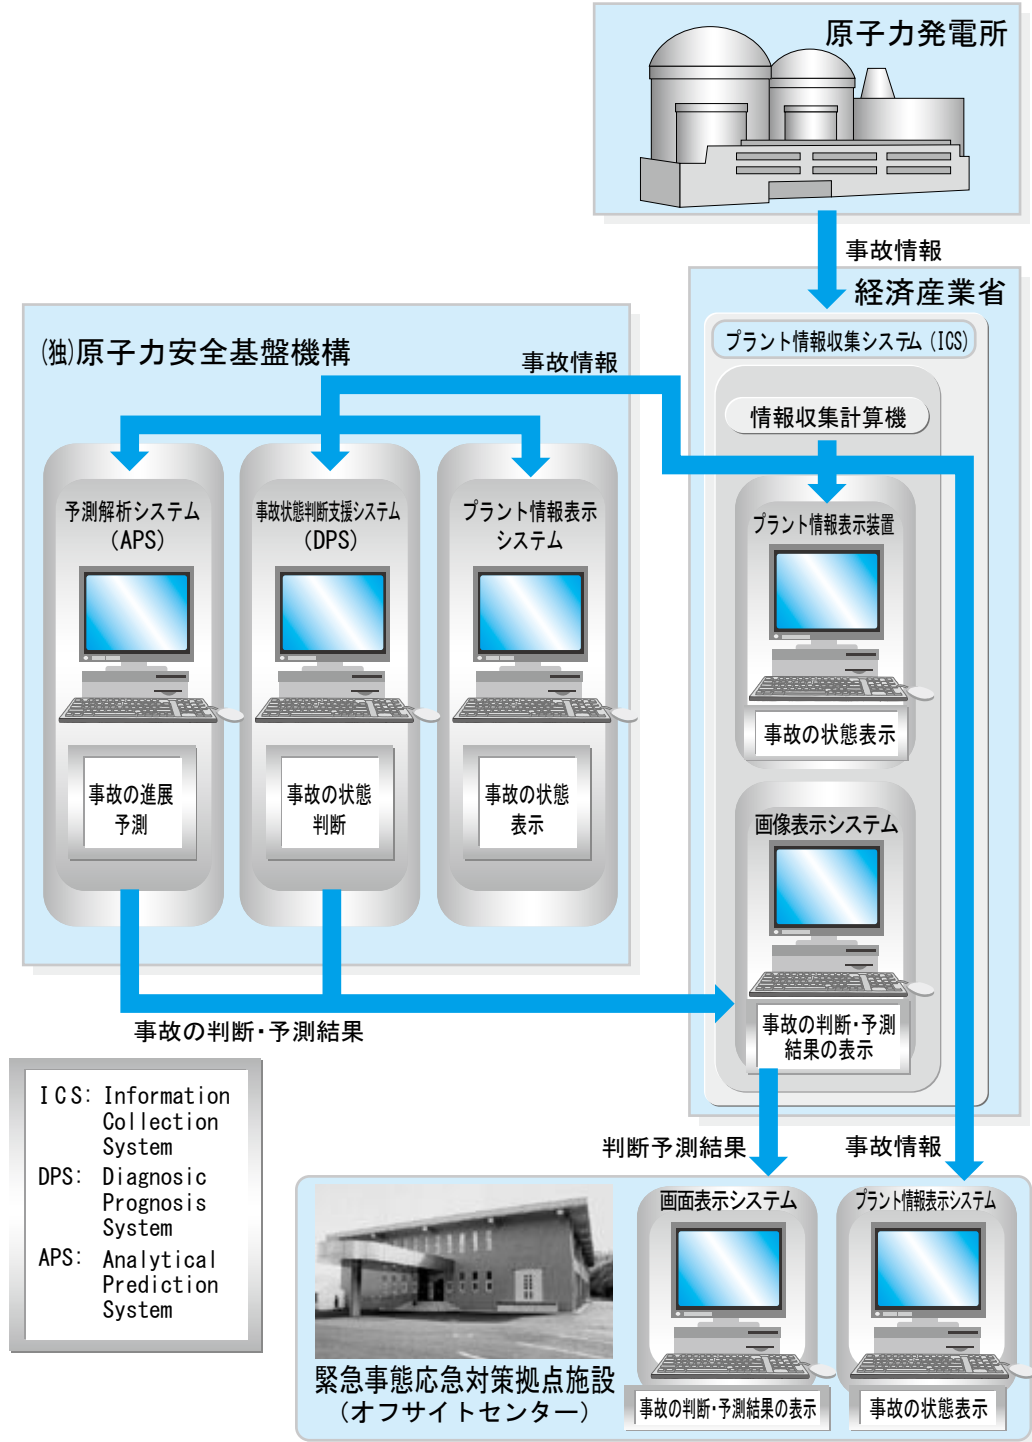 原子力発電所
事故情報
経済産業省
プラント情報収集システム(ICS)
情報収集計算機
プラント情報表示装置
事故の状態表示
画像表示システム
事故の判断・予測
結果の表示
㈱原子力安全基盤機構
事故情報
予測解析システム
(APS)
事故の進展
予測
事故状態判断支援システム
(DPS)
事故の状態
判断
プラント情報表示
システム
事故の状態
表示
事故の判断・予測結果
ICS: Information
Collection
System
DPS: Diagnosic
Prognosis
System
APS: Analytical
Prediction
System
判断予測結果
事故情報
緊急事態応急対策拠点施設
(オフサイトセンター)
画面表示システム
事故の判断・予測結果の表示
プラント情報表示システム
事故の状態表示